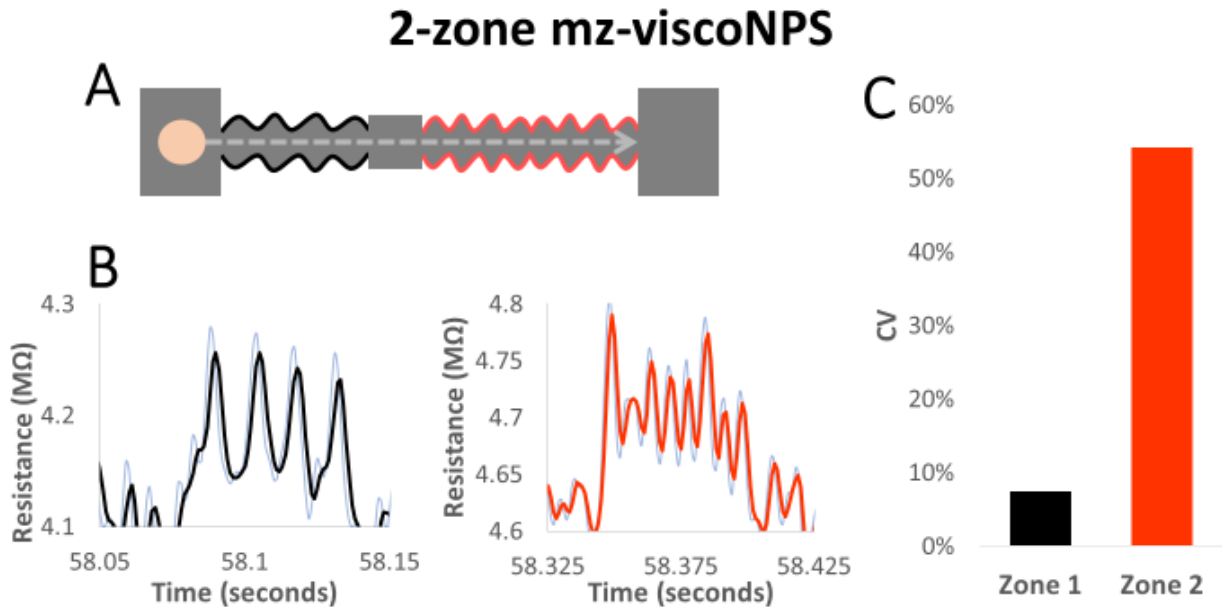 2-zone mz-viscoNPS
A
B
4.3
4.2
4.1
Resistance (MΩ)
58.05
58.1
58.15
Time (seconds)
4.8
4.75
4.7
4.65
4.6
Resistance (MΩ)
58.325
58.375
58.425
Time (seconds)
C
60%
50%
40%
30%
20%
10%
0%
CV
Zone 1
Zone 2